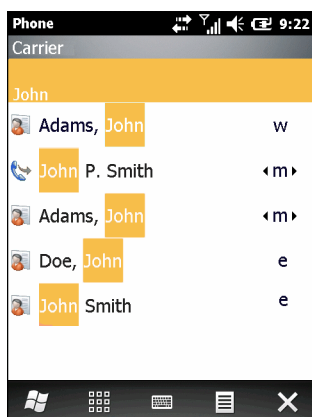 Phone 9:22
Carrier
John
Adams, John w
John P. Smith m
Adams, John m
Doe, John e
John Smith e